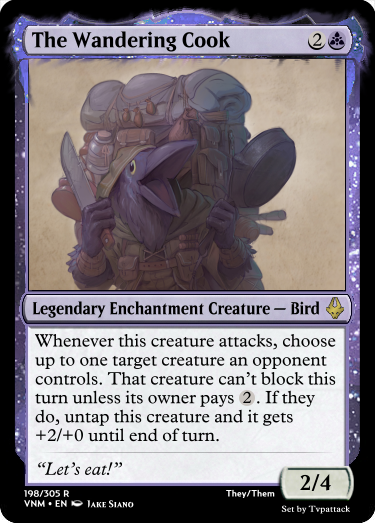 The Wandering Cook 2
Legendary Enchantment Creature — Bird
Whenever this creature attacks, choose
up to one target creature an opponent
controls. That creature can't block this
turn unless its owner pays 2. If they
do, untap this creature and it gets
+2/+0 until end of turn.
“Let's eat!”
2/4
198/305 R
VNM • EN Jake Siano
They/Them
Set by Tvpattack